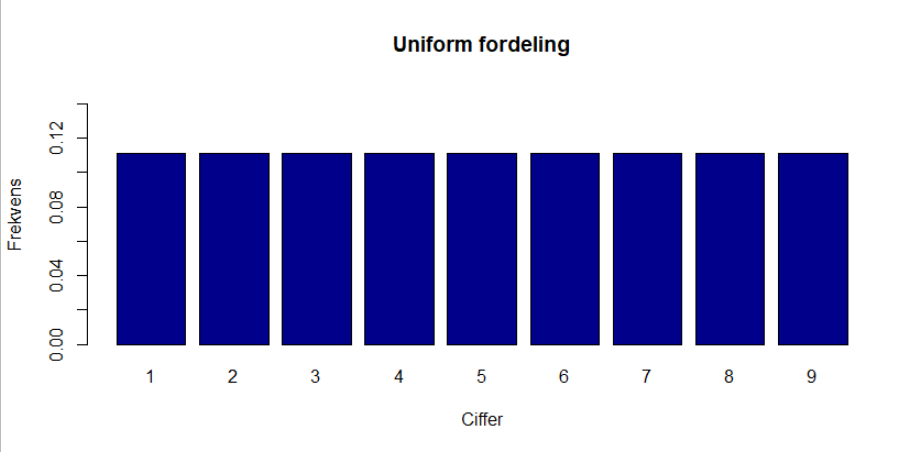 Uniform fordeling
Frekvens
0.12
0.08
0.04
0.00
1 2 3 4 5 6 7 8 9
Ciffer